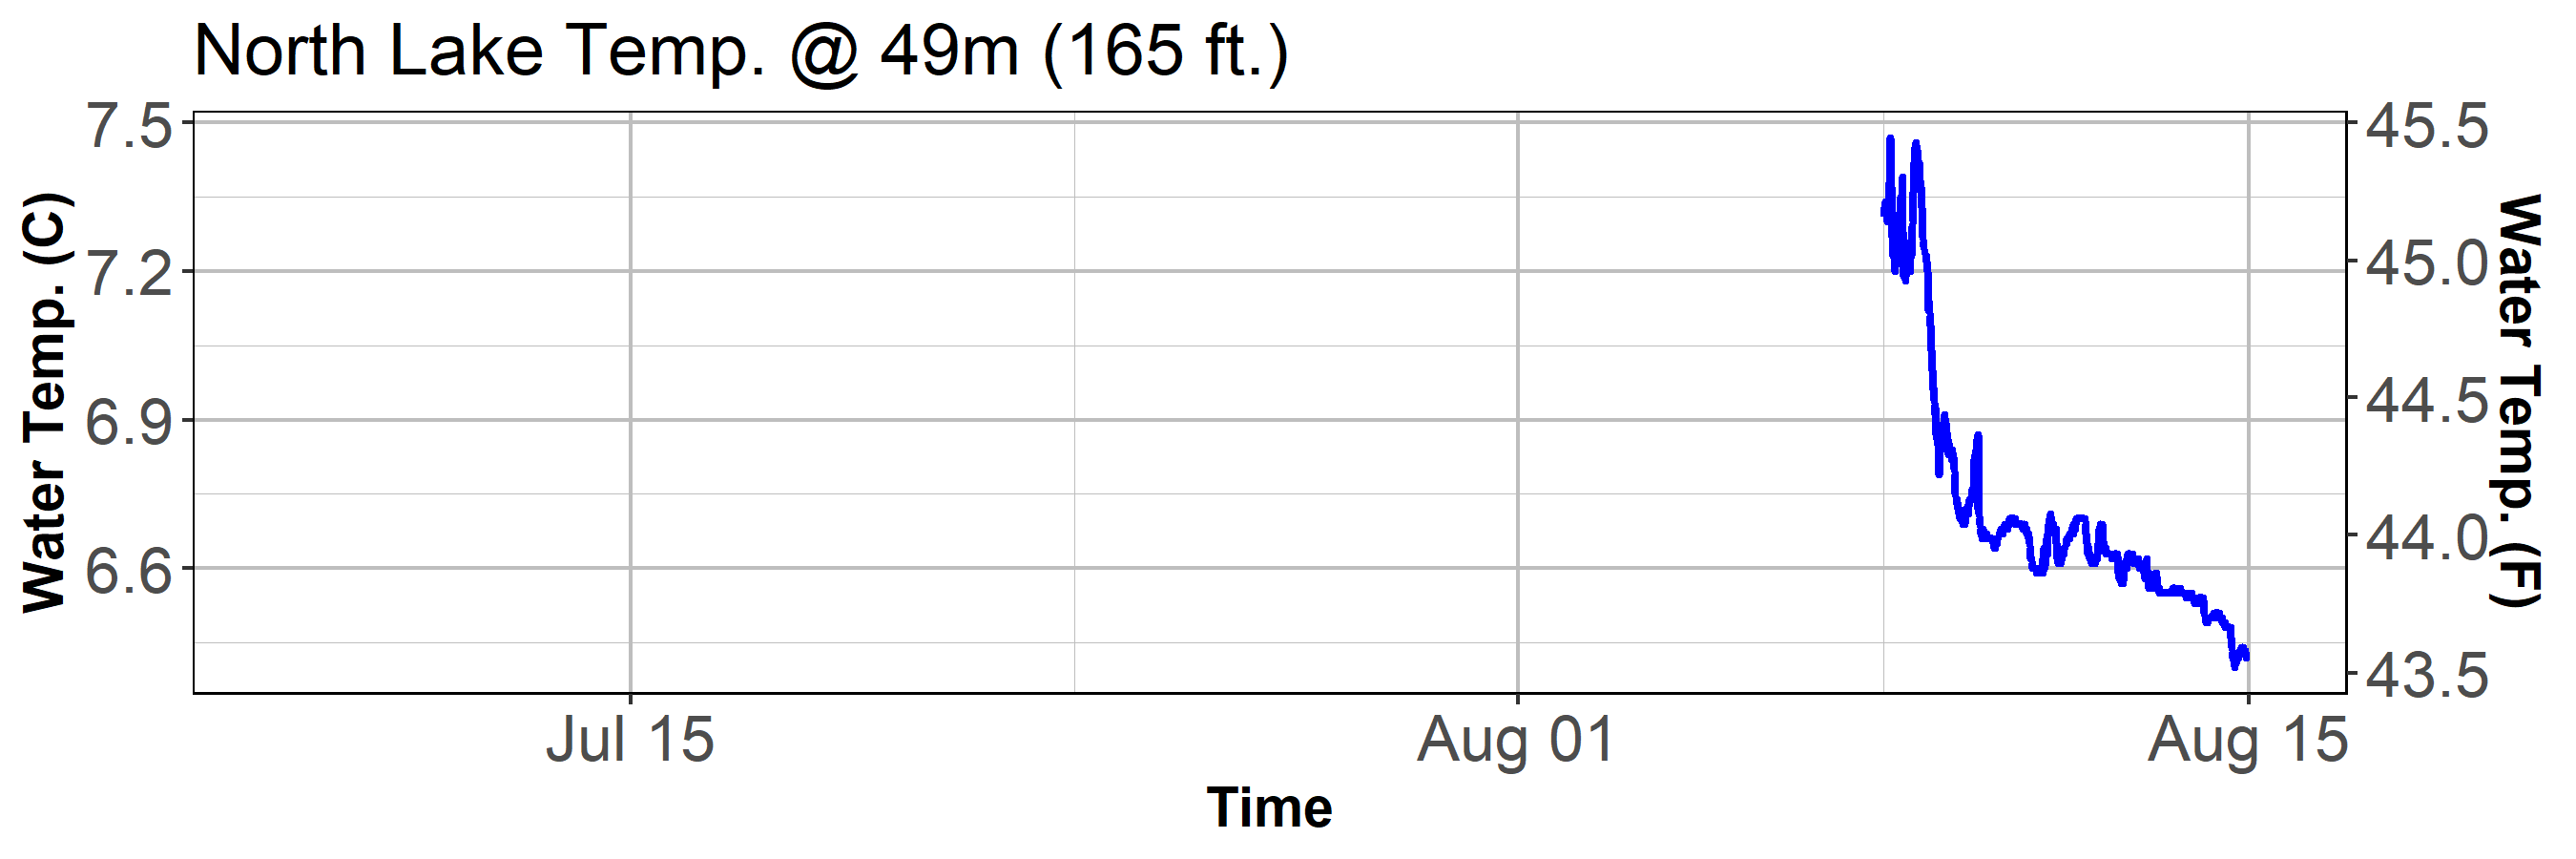 North Lake Temp. @ 49m (165 ft.)
Water Temp. (C)
7.5
7.2
6.9
6.6
45.5
45.0
44.5
44.0
43.5
Water Temp. (F)
Jul 15
Aug 01
Aug 15
Time